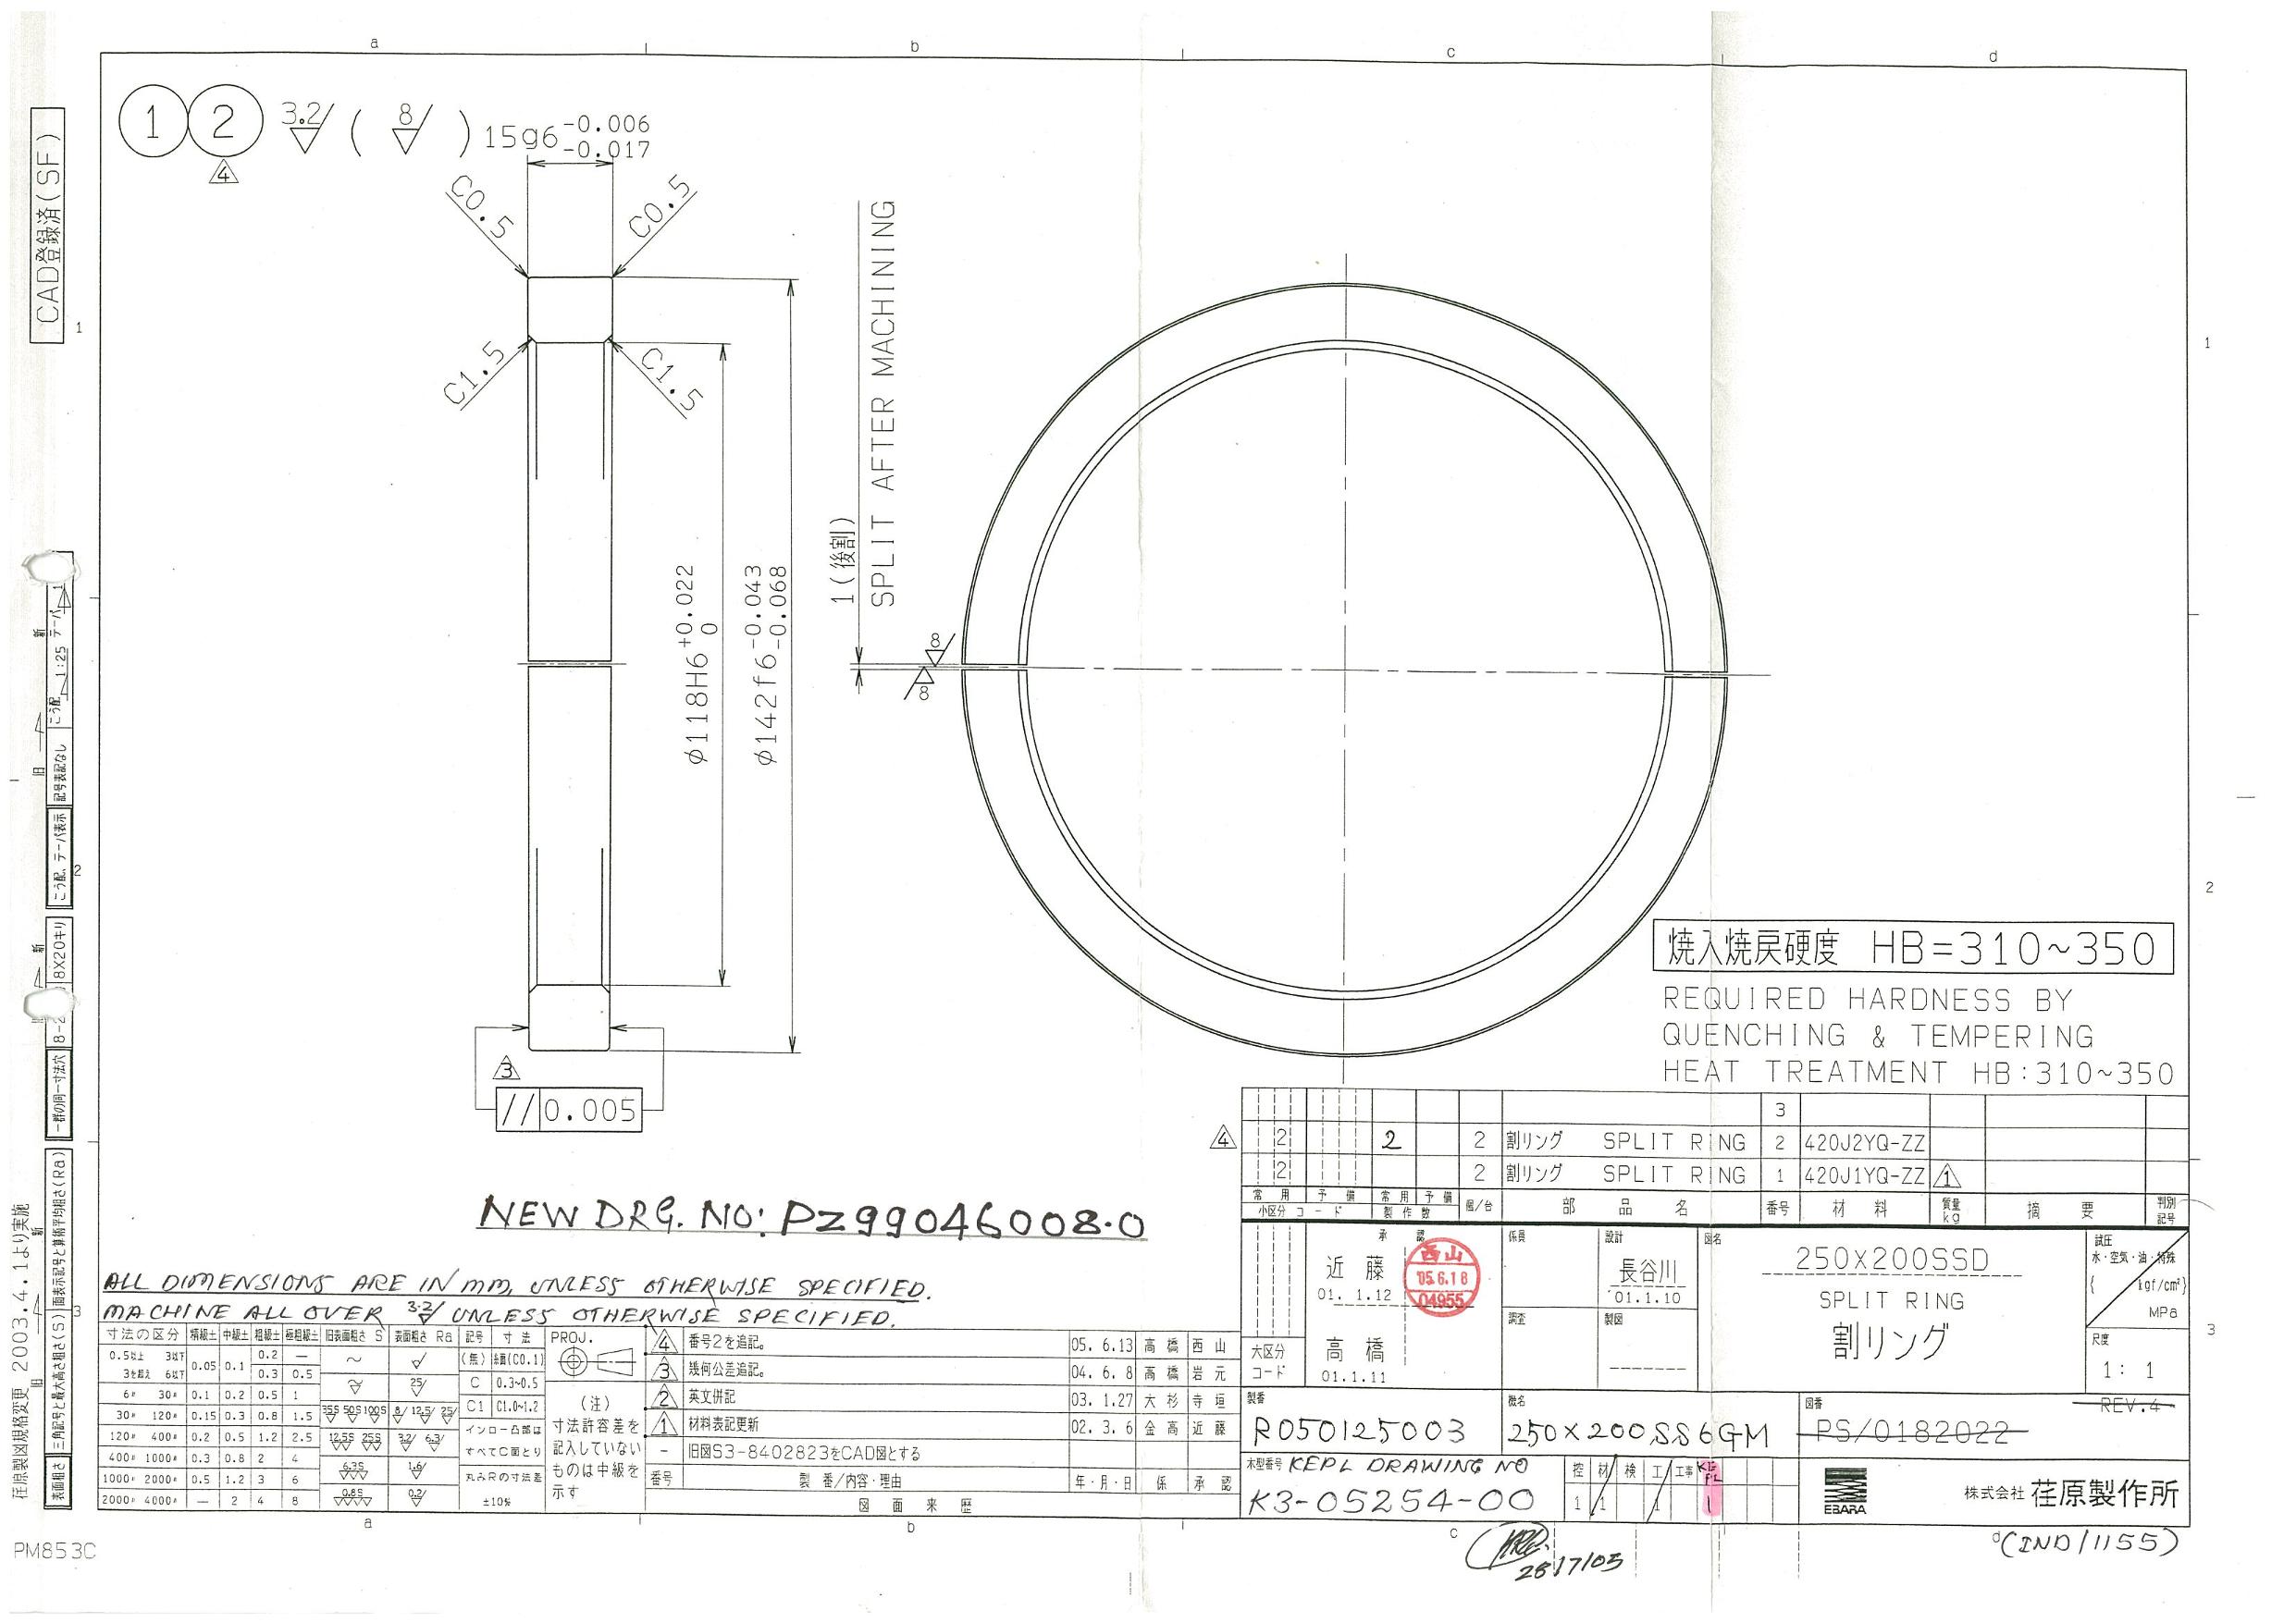 a b c d
1 2 3.2 ( 8 ) 15g6 -0.006
-0.017
4
C0.5 C0.5
C1.5 C1.5
CAD登録済(SF)
1 1
1(後割)
SPLIT AFTER MACHINING
φ118H6 +0.022
0
φ142f6 -0.043
-0.068
8
8
2 2
3
// 0.005
焼入焼戻硬度 HB=310~350
REQUIRED HARDNESS BY
QUENCHING & TEMPERING
HEAT TREATMENT HB:310~350
3
4 2 2 2 割リング SPLIT RING 2 420J2YQ-ZZ
2 2 割リング SPLIT RING 1 420J1YQ-ZZ 1
常用 予備 常用 予備 個/台 部品名 番号 材料 質量kg 摘要 判別記号
小区分コード 製作数
NEW DRG. NO: PZ99046008.0
ALL DIMENSIONS ARE IN MM, UNLESS OTHERWISE SPECIFIED.
MACHINE ALL OVER 3.2 UNLESS OTHERWISE SPECIFIED.
承認 係員 設計 図名
近藤
01. 1.12
西山
'05.6.18
04955
長谷川
01.1.10
250X200SSD
SPLIT RING
割リング
試圧
水・空気・油・特殊
kgf/cm²
MPa
調査 製図
大区分
コード
高橋
01.1.11
尺度
1: 1
3 3
製番 R050125003
機名 250×200SS6GM
図番 REV.4
PS/0182022
木型番号 KEPL DRAWING NO
K3-05254-00
控 材 検 工 工事
1 1 1 1
EBARA
株式会社 荏原製作所
寸法の区分 精級± 中級± 粗級± 極粗級± 旧表面粗さ S 表面粗さ Ra 記号 寸法 PROJ.
0.5以上 3以下 0.05 0.1 0.2 — (無) 糸面(C0.1)
3を超え 6以下 0.3 0.5 25 C 0.3~0.5
6〃 30〃 0.1 0.2 0.5 1 C1 C1.0~1.2
30〃 120〃 0.15 0.3 0.8 1.5 35S 50S 100S 8 12.5 25
120〃 400〃 0.2 0.5 1.2 2.5 12.5S 25S 3.2 6.3
400〃 1000〃 0.3 0.8 2 4 6.3S 1.6
1000〃 2000〃 0.5 1.2 3 6 0.8S 0.2
2000〃 4000〃 — 2 4 8
インロー凸部は
すべてC面とり
丸みRの寸法差
±10%
(注)
寸法許容差を
記入していない
ものは中級を
示す
4 番号2を追記。 05. 6.13 高橋 西山
3 幾何公差追記。 04. 6. 8 高橋 岩元
2 英文併記 03. 1.27 大杉 寺垣
1 材料表記更新 02. 3. 6 金高 近藤
- 旧図S3-8402823をCAD図とする
番号 製番/内容・理由 年・月・日 係 承認
図面来歴
a b c d
PM853C
28/7/05
(IND/1155)
荏原製図規格変更 2003.4.1より実施
表面粗さ 三角記号と最大高さ粗さ(S) 面表示記号と算術平均粗さ(Ra)
一群の同一寸法穴 8X20キリ
こう配、テーパ表示 記号表記なし こう配 1:25 テーパ
旧 新